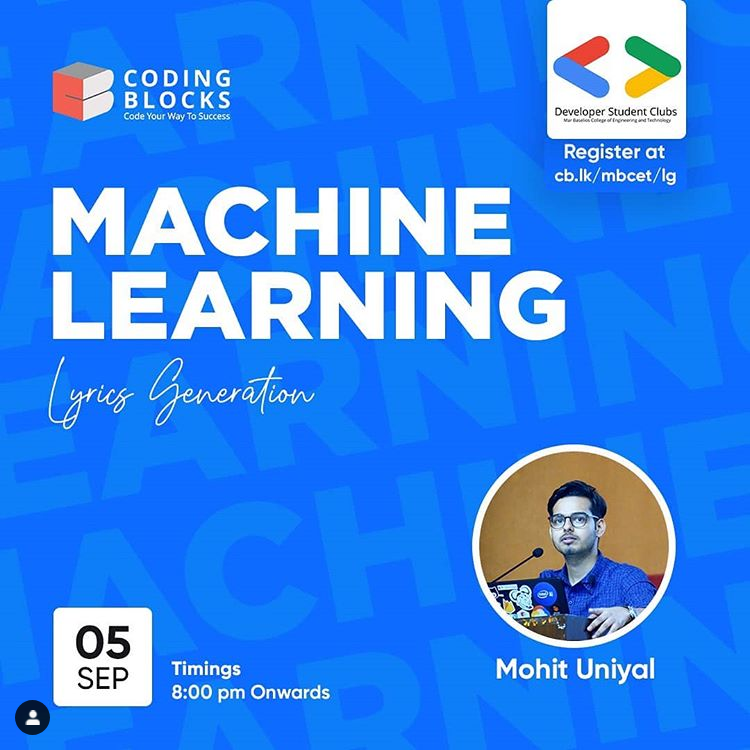 CODING
BLOCKS
Code Your Way To Success
Developer Student Clubs
Mar Baselios College of Engineering and Technology
Register at
cb.lk/mbcet/lg
MACHINE
LEARNING
Lyrics Generation
05
SEP
Timings
8:00 pm Onwards
Mohit Uniyal
intel